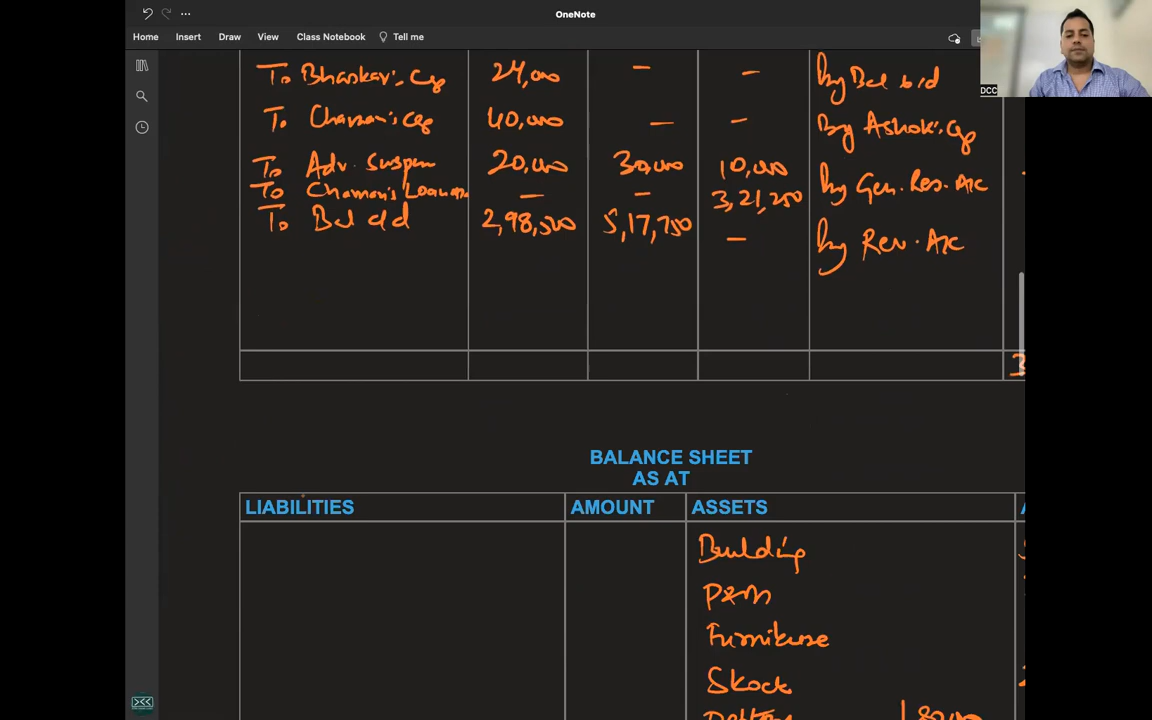 OneNote
Home Insert Draw View Class Notebook Tell me
DCC
To Bhaskar's Cap 24,000 - - by Bal b/d
To Chaman's Cap 40,000 - - By Ashok's Cap
To Adv. Suspen 20,000 30,000 10,000 by Gen. Res. A/c
To Chaman's Loan A/c - - 3,21,250
To Bal c/d 2,98,500 5,17,750 - by Rev. A/c
3
BALANCE SHEET
AS AT
LIABILITIES AMOUNT ASSETS A
Building
P&M
Furniture
Stock 2